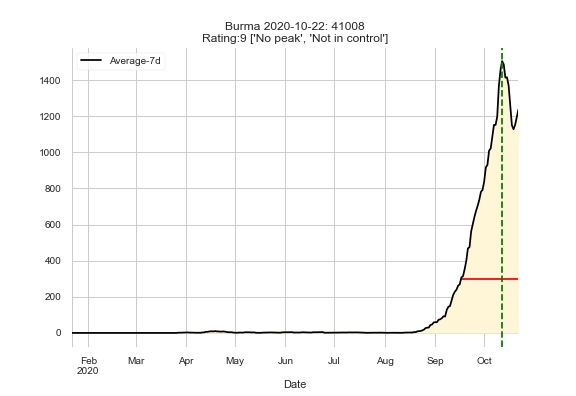 Burma 2020-10-22: 41008
Rating:9 ['No peak', 'Not in control']
Average-7d
1400
1200
1000
800
600
400
200
0
Feb Mar Apr May Jun Jul Aug Sep Oct
2020
Date